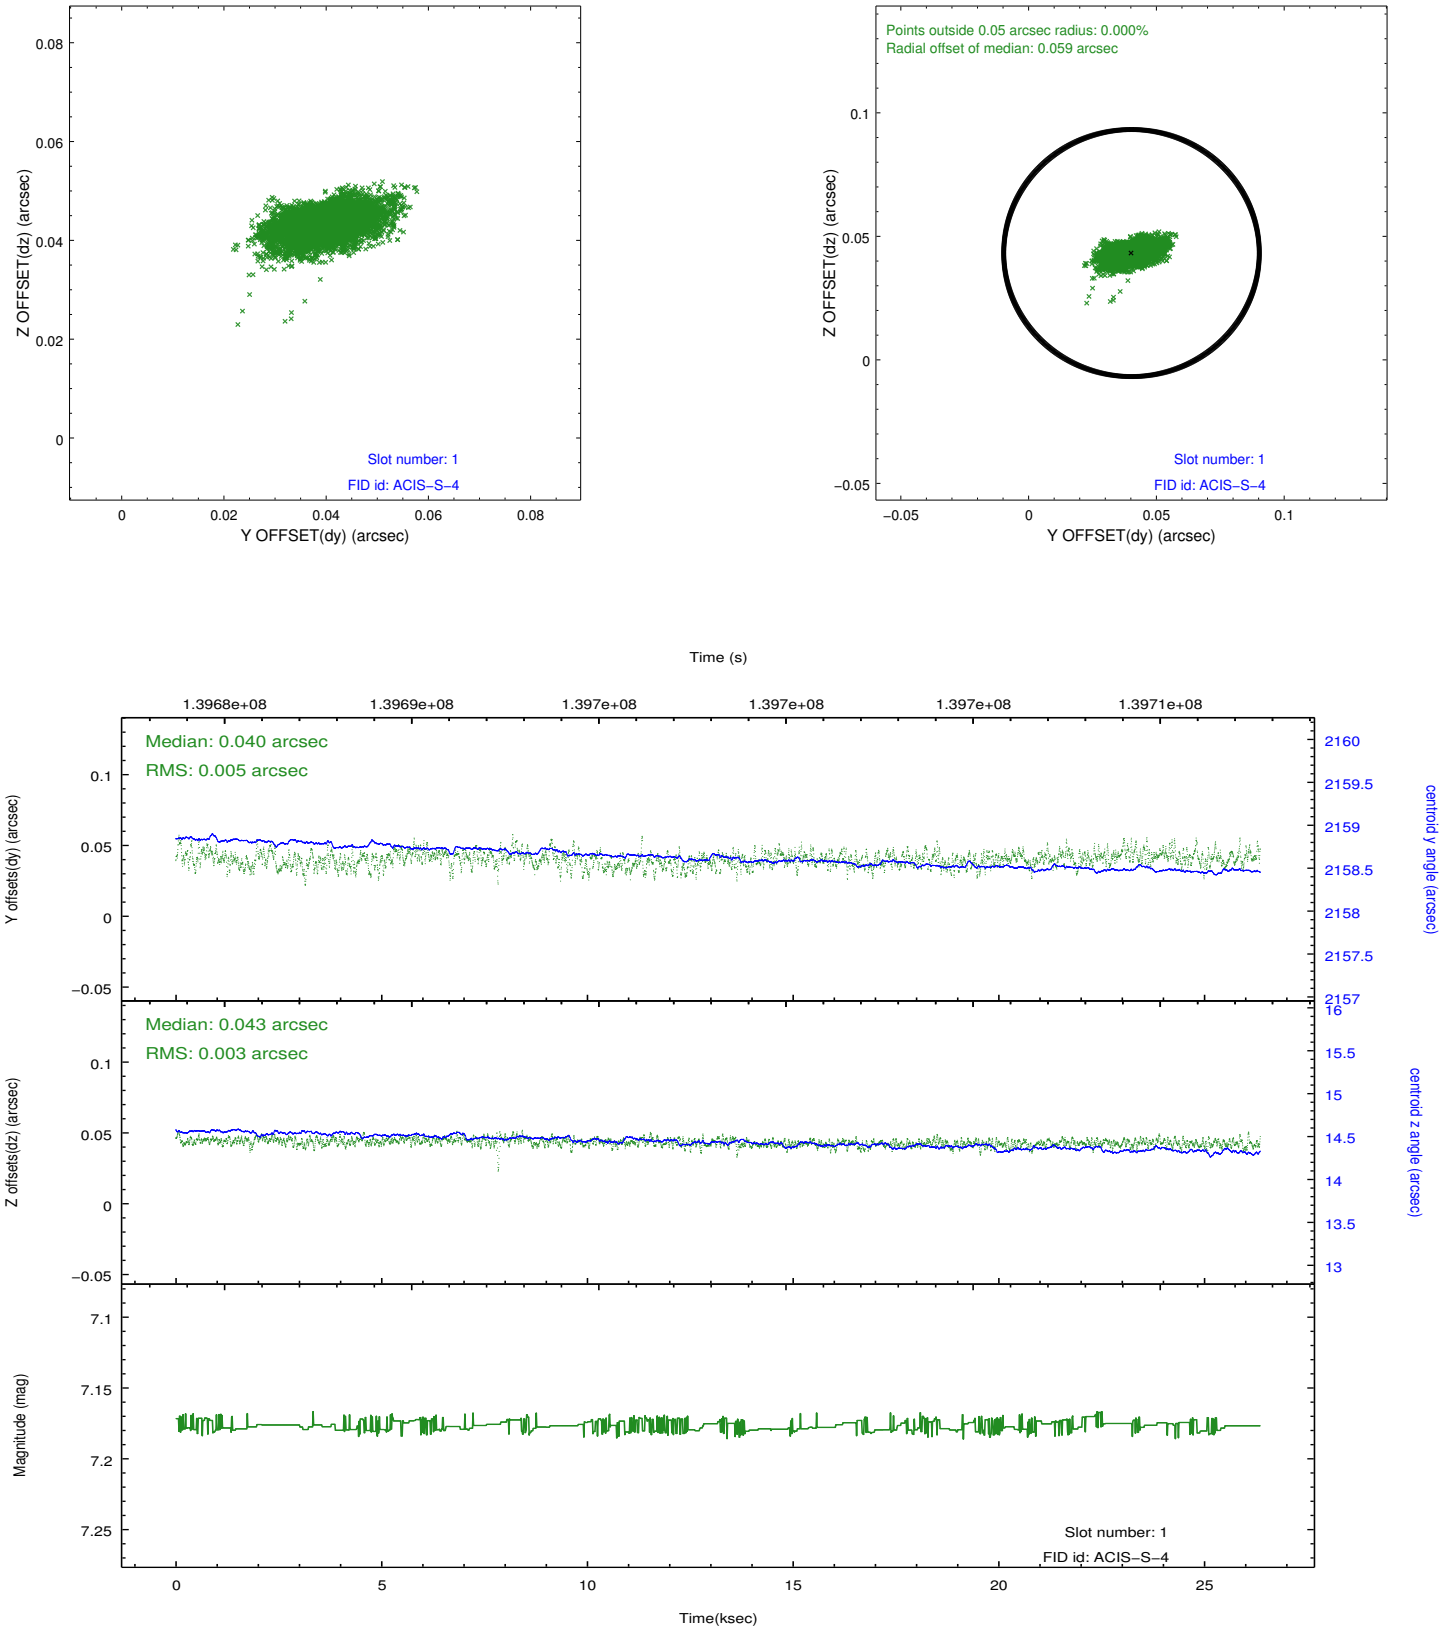 0.08
0.06
0.04
0.02
0
Z OFFSET(dz) (arcsec)
Slot number: 1
FID id: ACIS−S−4
0 0.02 0.04 0.06 0.08
Y OFFSET(dy) (arcsec)
Points outside 0.05 arcsec radius: 0.000%
Radial offset of median: 0.059 arcsec
0.1
0.05
0
−0.05
Z OFFSET(dz) (arcsec)
Slot number: 1
FID id: ACIS−S−4
−0.05 0 0.05 0.1
Y OFFSET(dy) (arcsec)
Time (s)
1.3968e+08 1.3969e+08 1.397e+08 1.397e+08 1.397e+08 1.3971e+08
Median: 0.040 arcsec
RMS: 0.005 arcsec
0.1
0.05
0
−0.05
Y offsets(dy) (arcsec)
2160
2159.5
2159
2158.5
2158
2157.5
2157
centroid y angle (arcsec)
Median: 0.043 arcsec
RMS: 0.003 arcsec
0.1
0.05
0
−0.05
Z offsets(dz) (arcsec)
16
15.5
15
14.5
14
13.5
13
centroid z angle (arcsec)
7.1
7.15
7.2
7.25
Magnitude (mag)
Slot number: 1
FID id: ACIS−S−4
0 5 10 15 20 25
Time(ksec)